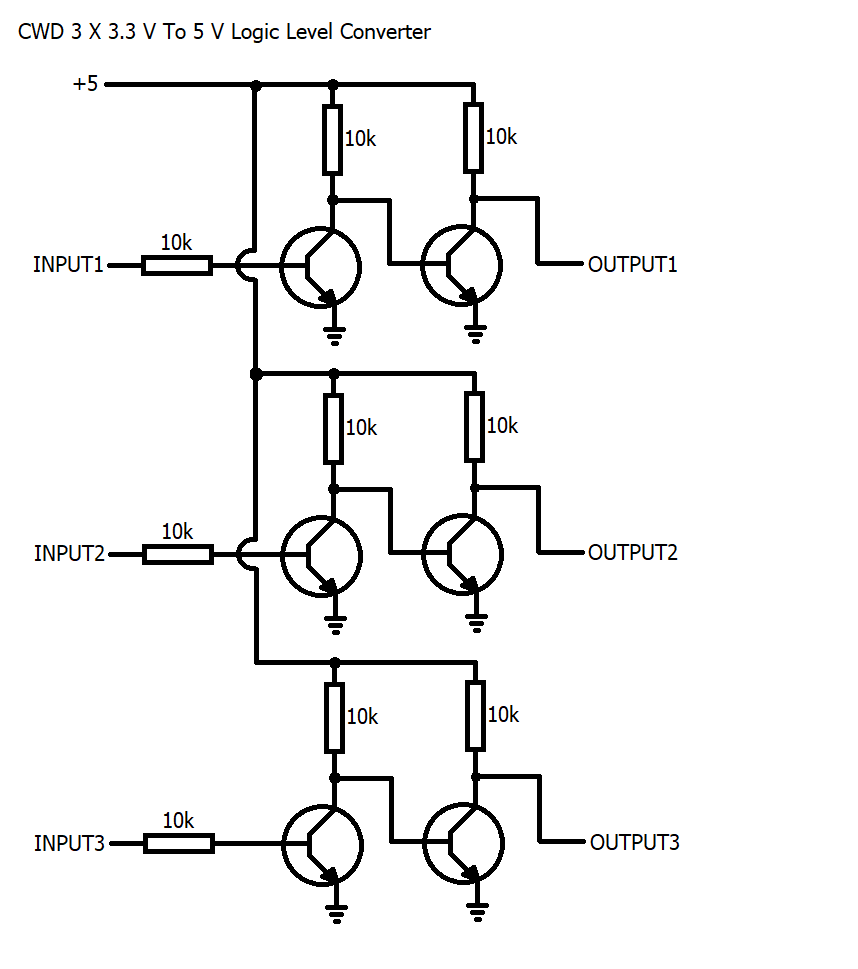 CWD 3 X 3.3 V To 5 V Logic Level Converter
+5
10k
10k
10k
INPUT1
OUTPUT1
10k
10k
10k
INPUT2
OUTPUT2
10k
10k
10k
INPUT3
OUTPUT3